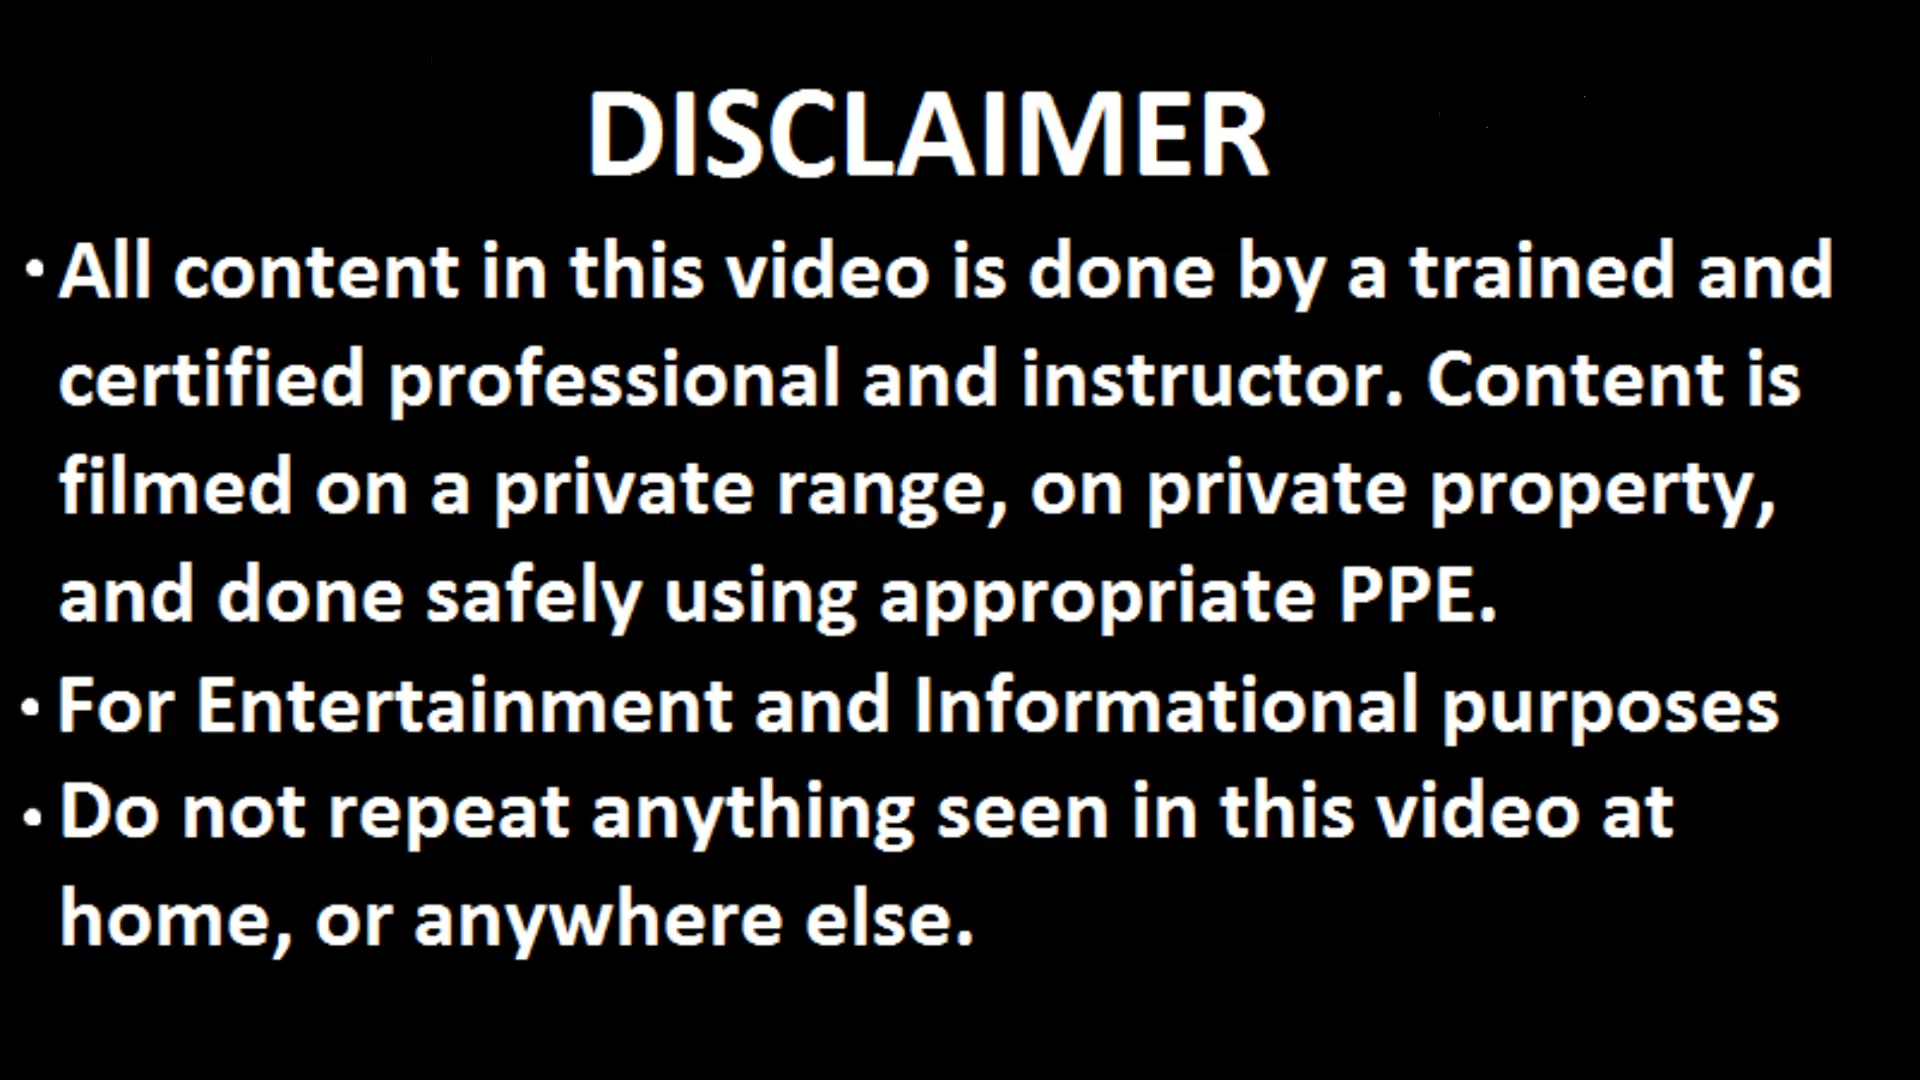 DISCLAIMER
• All content in this video is done by a trained and
certified professional and instructor. Content is
filmed on a private range, on private property,
and done safely using appropriate PPE.
• For Entertainment and Informational purposes
• Do not repeat anything seen in this video at
home, or anywhere else.